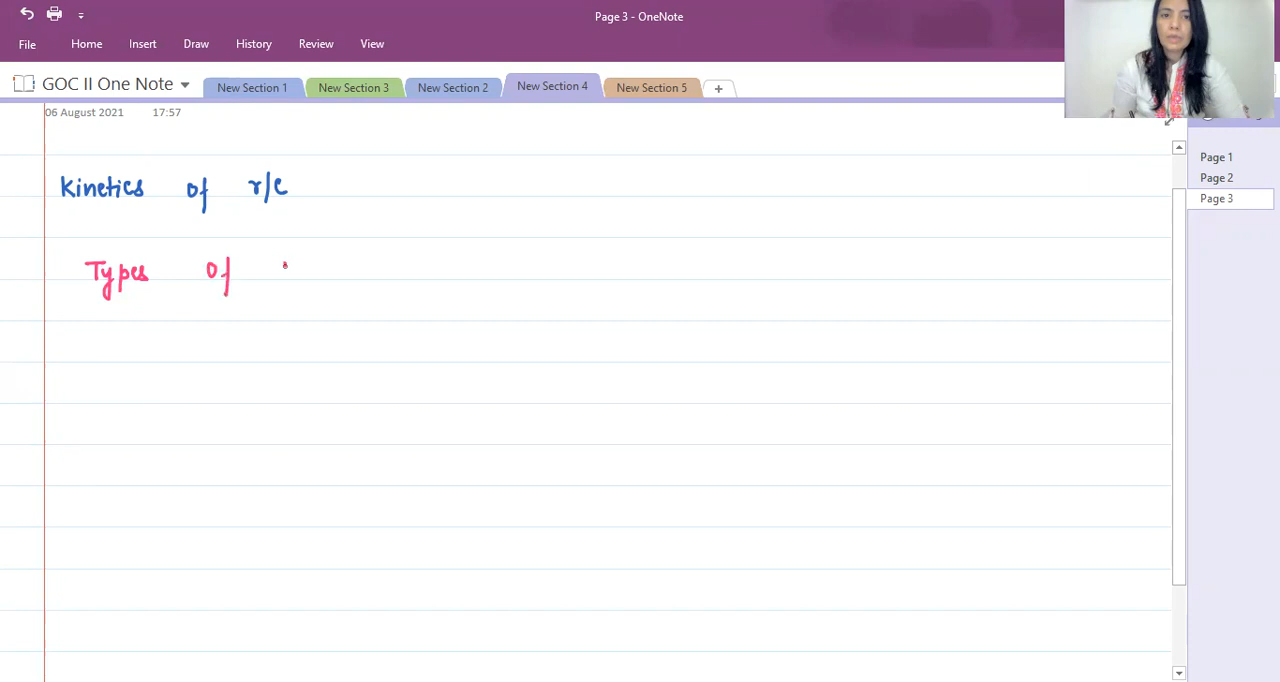 Page 3 - OneNote
File Home Insert Draw History Review View
GOC II One Note New Section 1 New Section 3 New Section 2 New Section 4 New Section 5 +
06 August 2021 17:57
Page 1
Page 2
Page 3
Kinetics of r/c
Types of